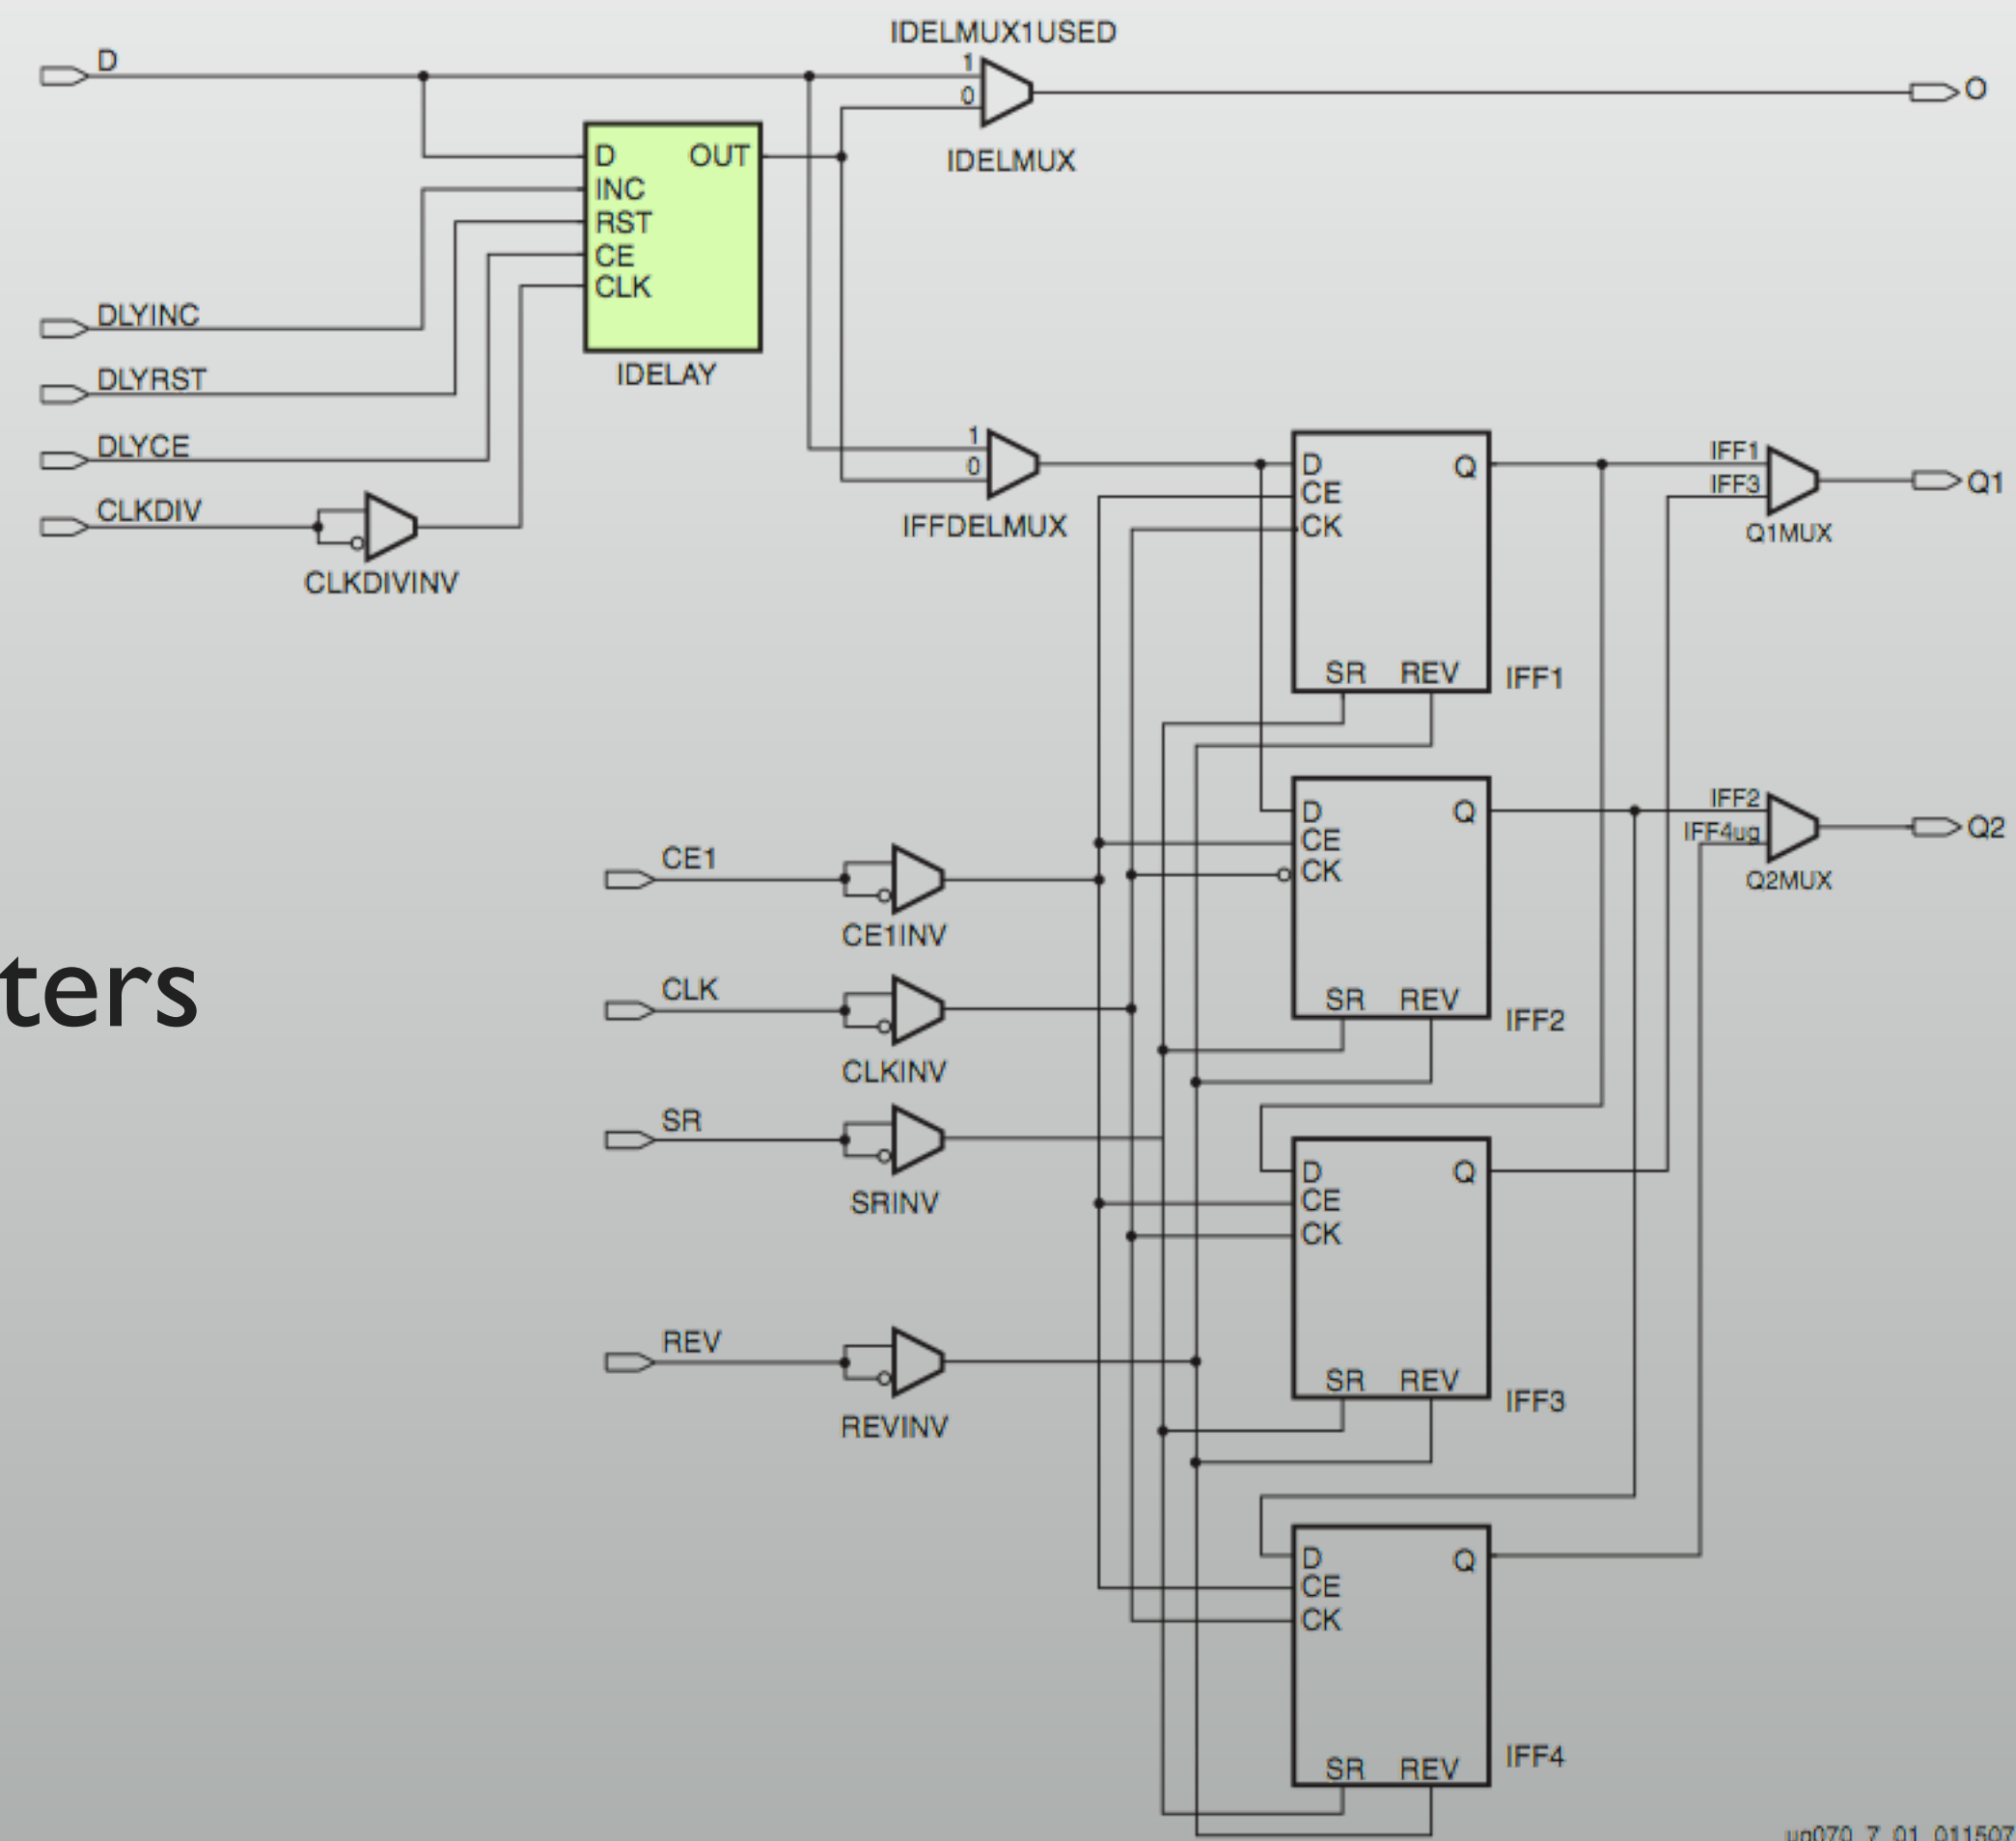 IDELMUX1USED
D
1
0
O
IDELMUX
D OUT
INC
RST
CE
CLK
IDELAY
DLYINC
DLYRST
DLYCE
CLKDIV
CLKDIVINV
1
0
IFFDELMUX
D Q
CE
CK
SR REV
IFF1
IFF1
IFF3
Q1
Q1MUX
D Q
CE
CK
SR REV
IFF2
IFF2
IFF4ug
Q2
Q2MUX
CE1
CE1INV
ters
CLK
CLKINV
SR
SRINV
D Q
CE
CK
SR REV
IFF3
REV
REVINV
D Q
CE
CK
SR REV
IFF4
ug070_7_01_011507